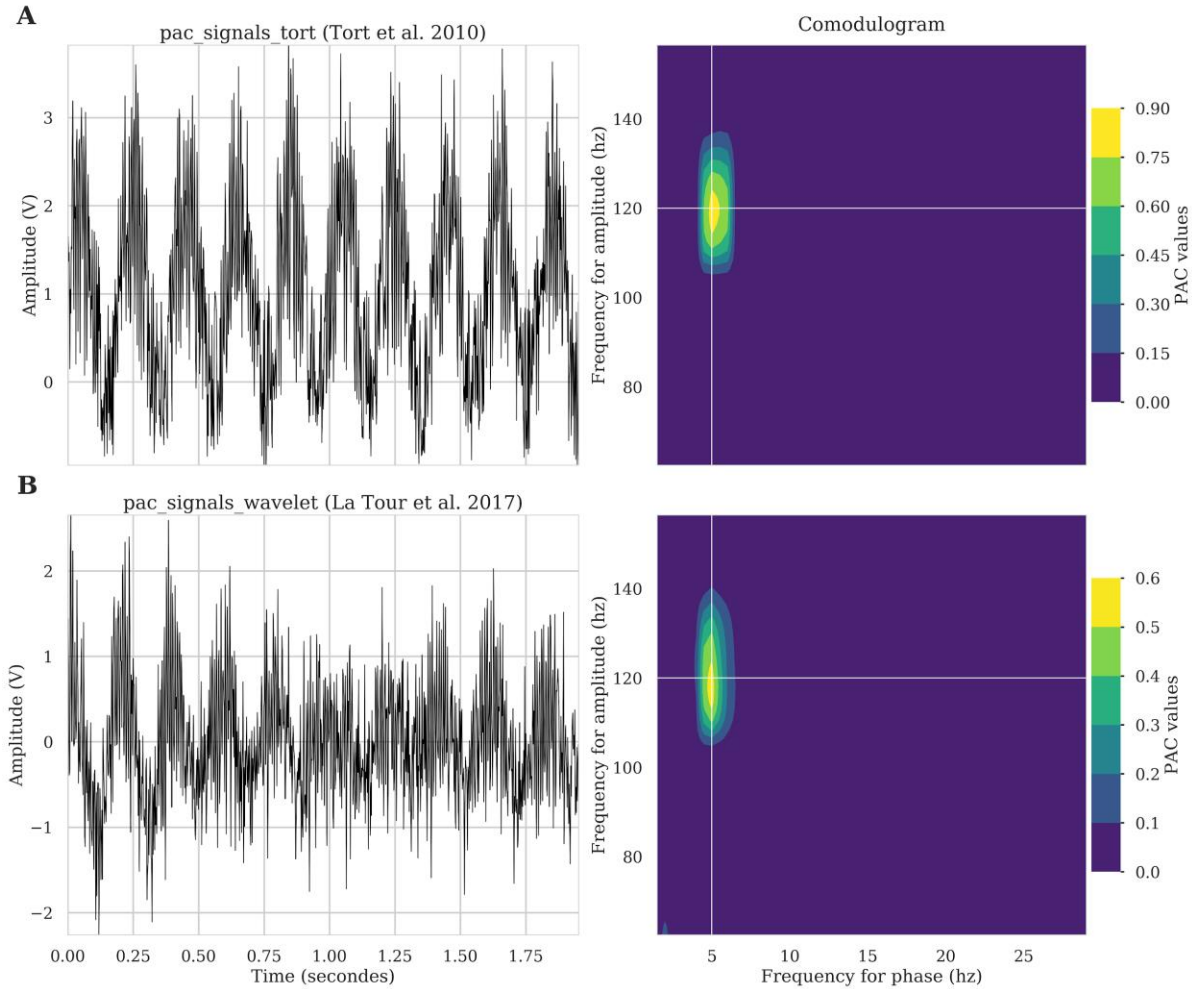 A
pac_signals_tort (Tort et al. 2010)
Amplitude (V)
3
2
1
0
Comodulogram
Frequency for amplitude (hz)
140
120
100
80
0.90
0.75
0.60
0.45
0.30
0.15
0.00
PAC values
B
pac_signals_wavelet (La Tour et al. 2017)
Amplitude (V)
2
1
0
−1
−2
0.00 0.25 0.50 0.75 1.00 1.25 1.50 1.75
Time (secondes)
Frequency for amplitude (hz)
140
120
100
80
5 10 15 20 25
Frequency for phase (hz)
0.6
0.5
0.4
0.3
0.2
0.1
0.0
PAC values